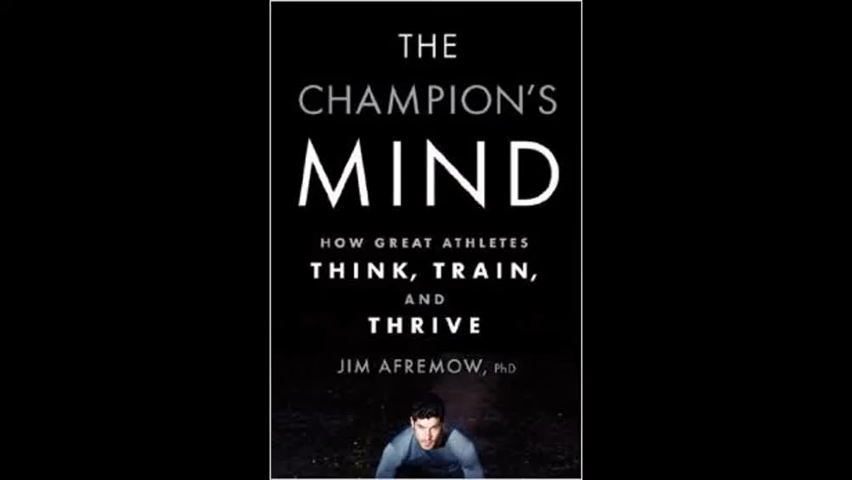 THE
CHAMPION'S
MIND
HOW GREAT ATHLETES
THINK, TRAIN,
AND
THRIVE
JIM AFREMOW, PhD